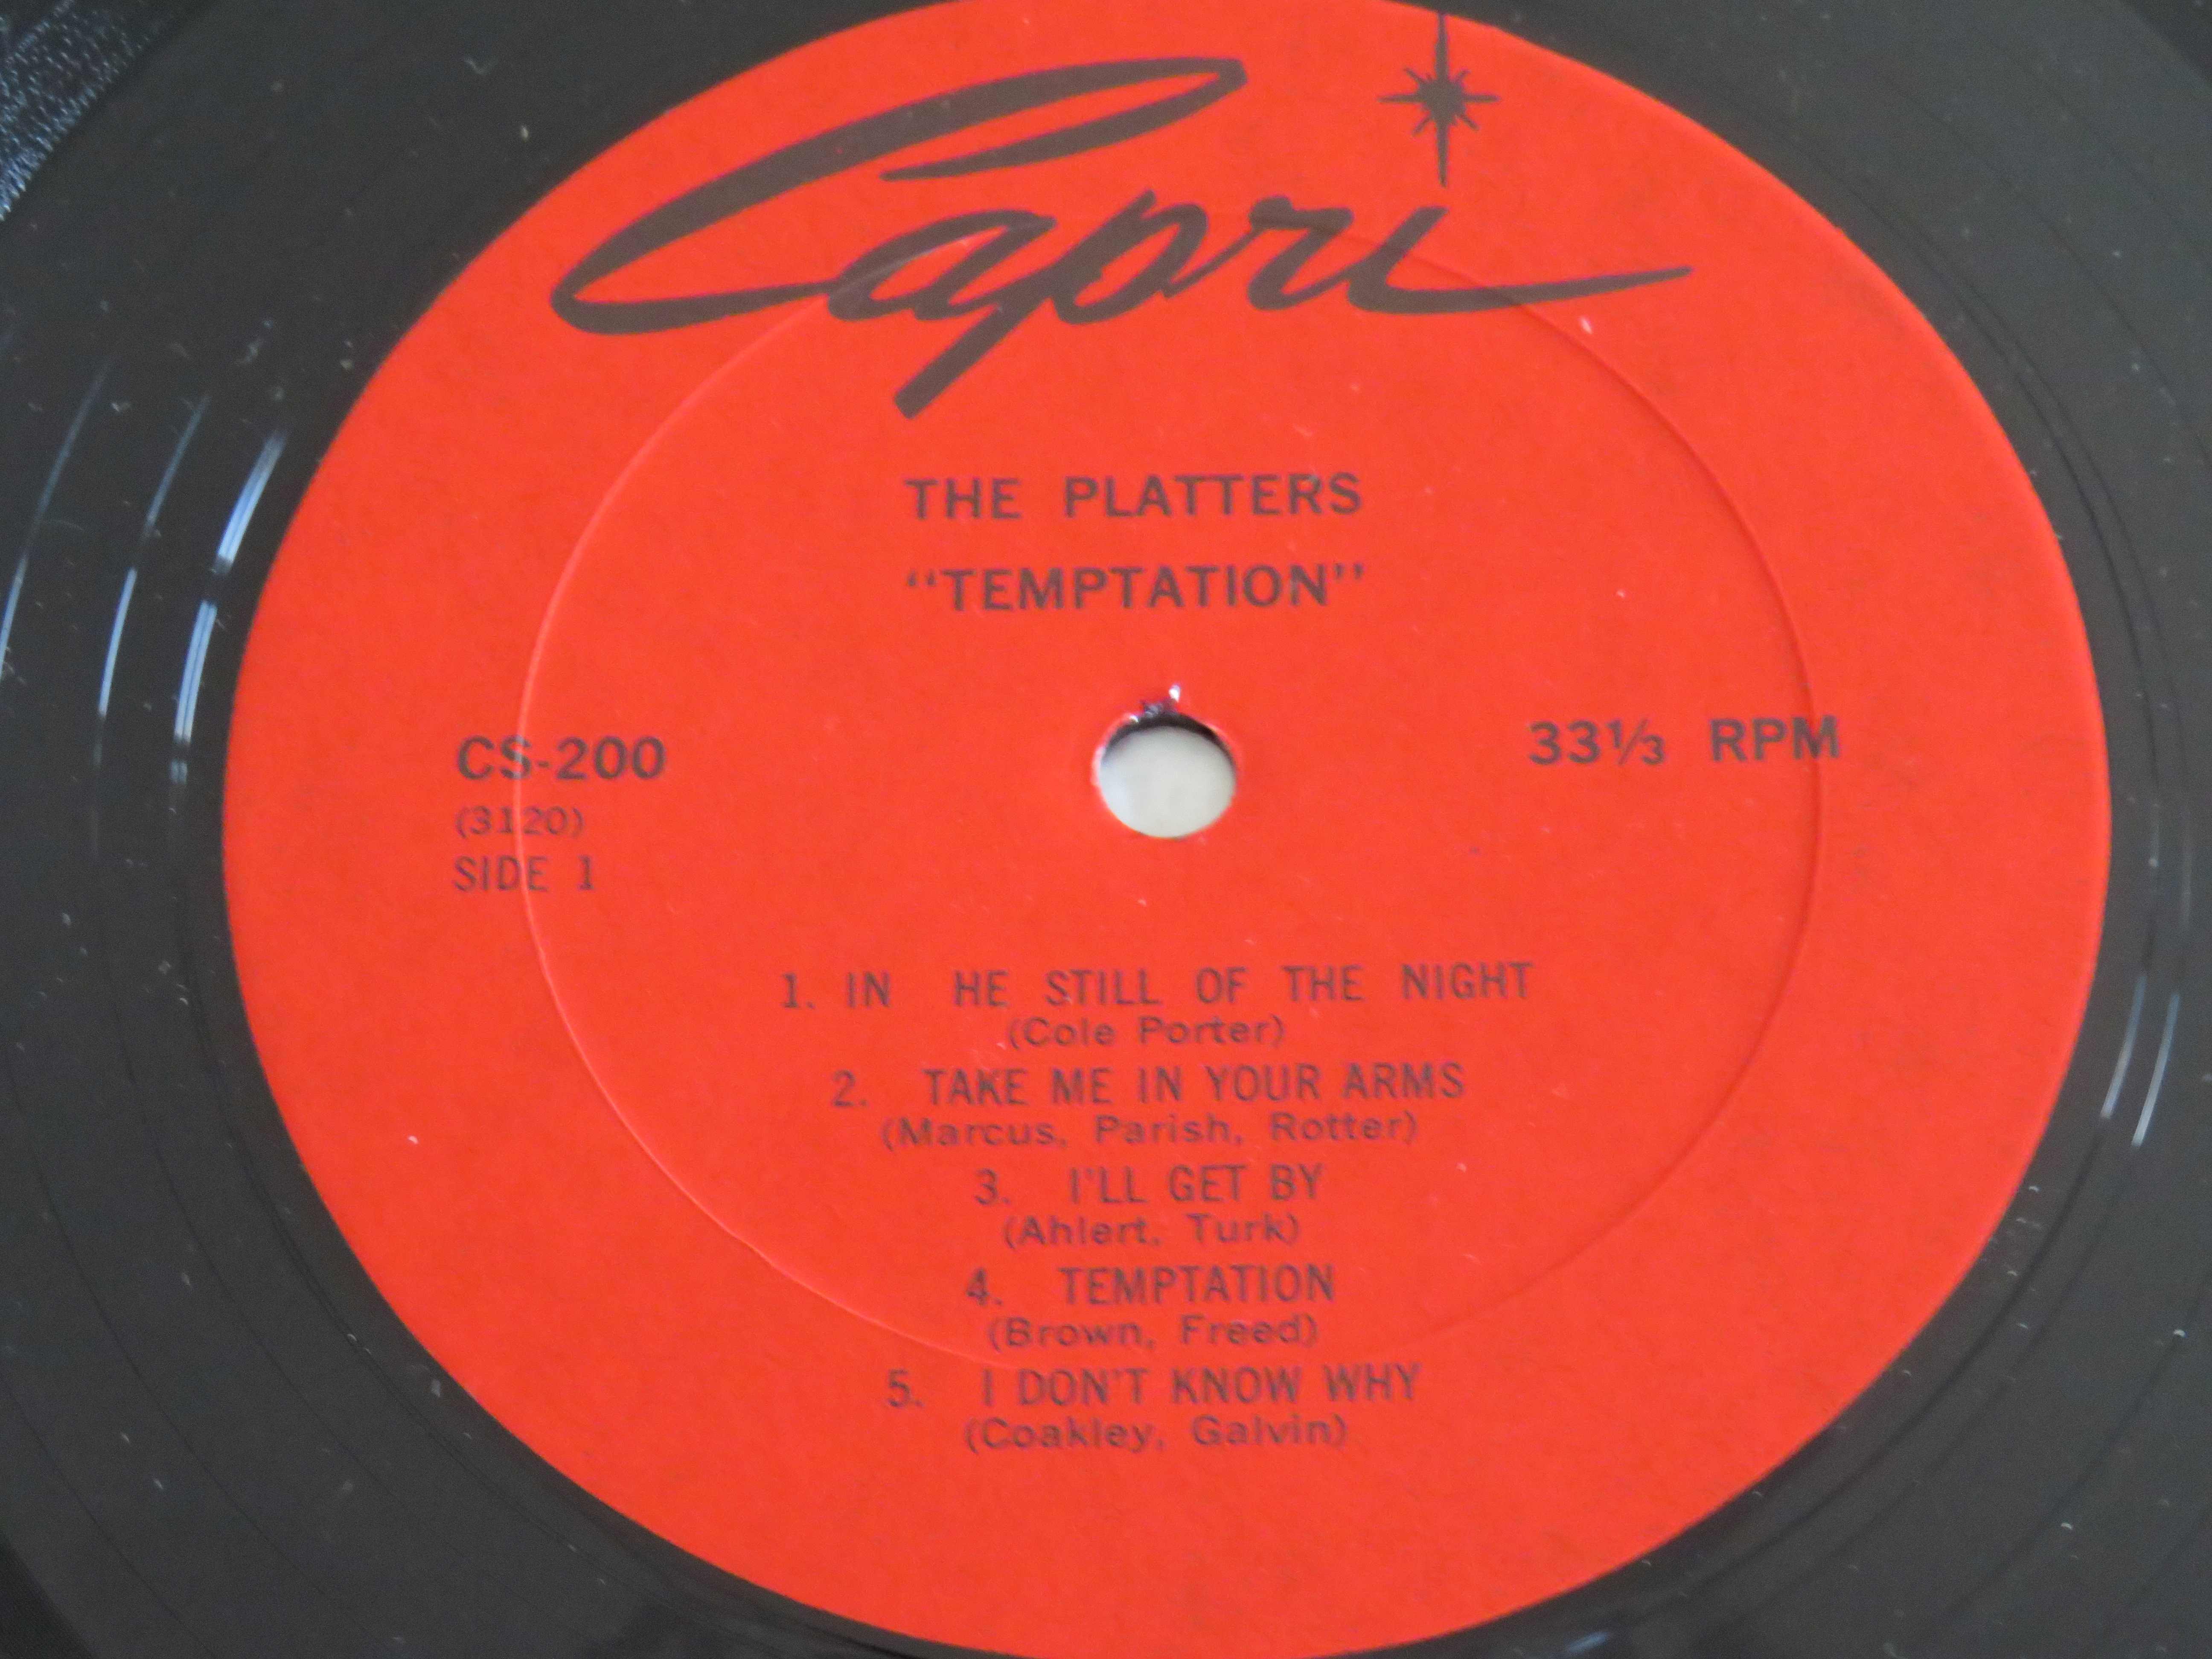 Capri
THE PLATTERS
"TEMPTATION"
CS-200
33⅓ RPM
(3120)
SIDE 1
1. IN HE STILL OF THE NIGHT
(Cole Porter)
2. TAKE ME IN YOUR ARMS
(Marcus, Parish, Rotter)
3. I'LL GET BY
(Ahlert, Turk)
4. TEMPTATION
(Brown, Freed)
5. I DON'T KNOW WHY
(Coakley, Galvin)